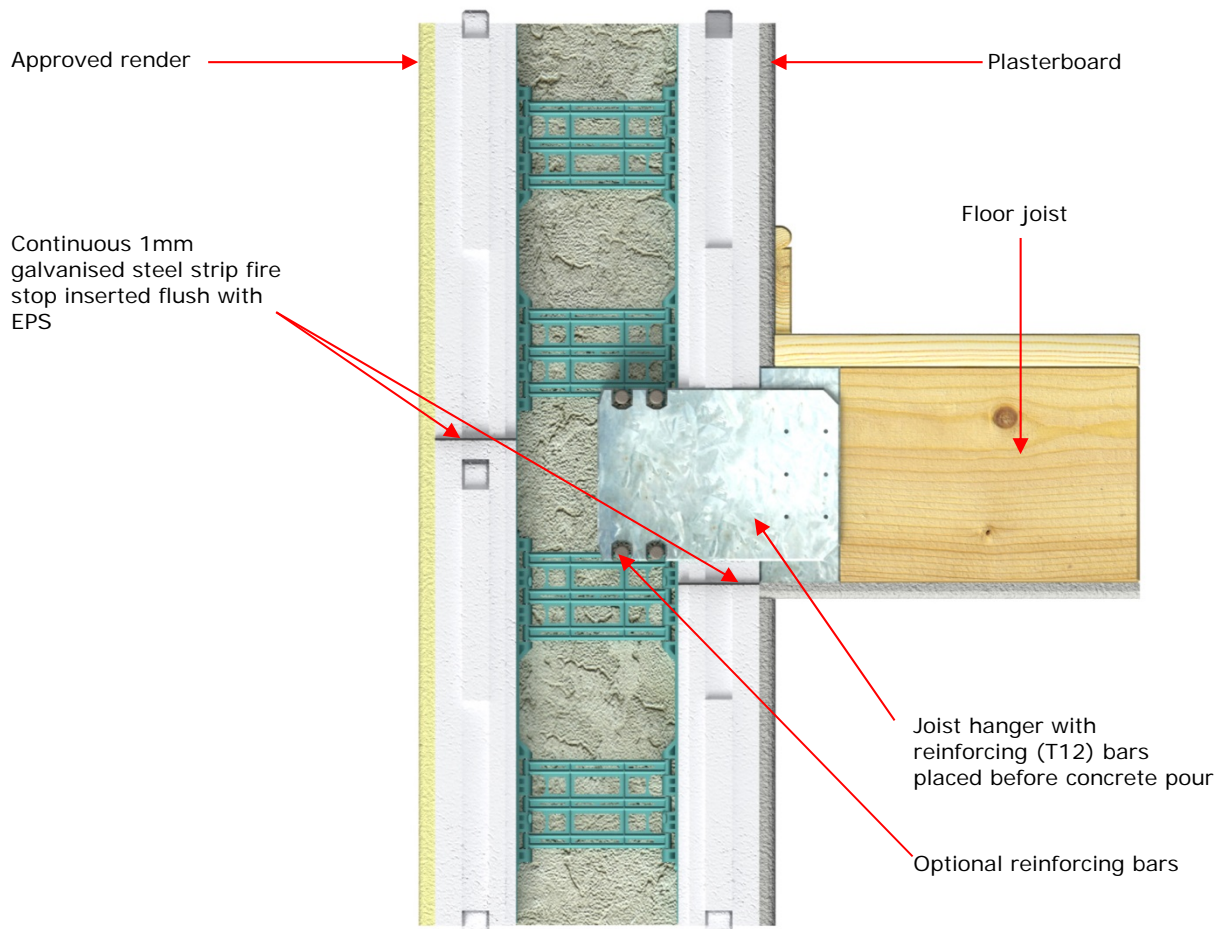 Approved render
Plasterboard
Floor joist
Continuous 1mm
galvanised steel strip fire
stop inserted flush with
EPS
Joist hanger with
reinforcing (T12) bars
placed before concrete pour
Optional reinforcing bars